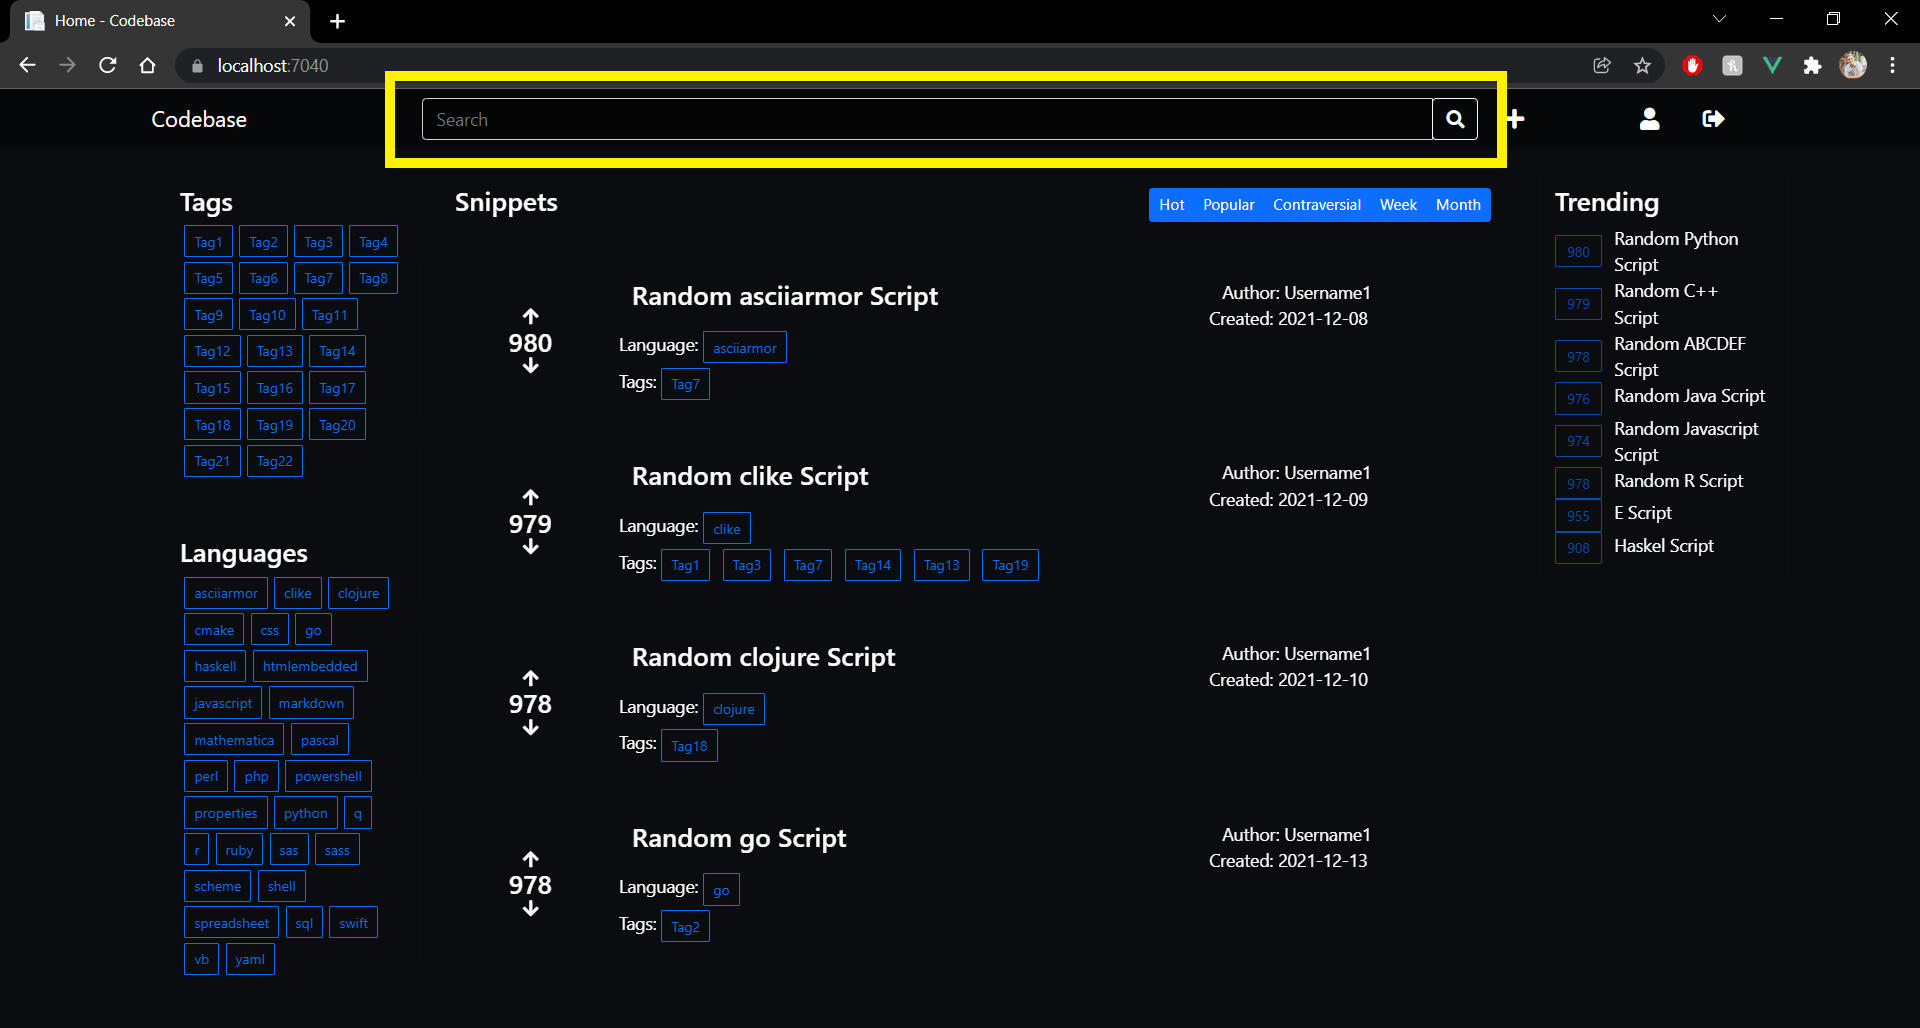 Home - Codebase
localhost:7040
Codebase
Search
Tags
Tag1 Tag2 Tag3 Tag4
Tag5 Tag6 Tag7 Tag8
Tag9 Tag10 Tag11
Tag12 Tag13 Tag14
Tag15 Tag16 Tag17
Tag18 Tag19 Tag20
Tag21 Tag22
Languages
asciiarmor clike clojure
cmake css go
haskell htmlembedded
javascript markdown
mathematica pascal
perl php powershell
properties python q
r ruby sas sass
scheme shell
spreadsheet sql swift
vb yaml
Snippets
Hot Popular Contraversial Week Month
Random asciiarmor Script
Author: Username1
Created: 2021-12-08
980
Language: asciiarmor
Tags: Tag7
Random clike Script
Author: Username1
Created: 2021-12-09
979
Language: clike
Tags: Tag1 Tag3 Tag7 Tag14 Tag13 Tag19
Random clojure Script
Author: Username1
Created: 2021-12-10
978
Language: clojure
Tags: Tag18
Random go Script
Author: Username1
Created: 2021-12-13
978
Language: go
Tags: Tag2
Trending
980 Random Python
Script
979 Random C++
Script
978 Random ABCDEF
Script
976 Random Java Script
974 Random Javascript
Script
978 Random R Script
955 E Script
908 Haskel Script